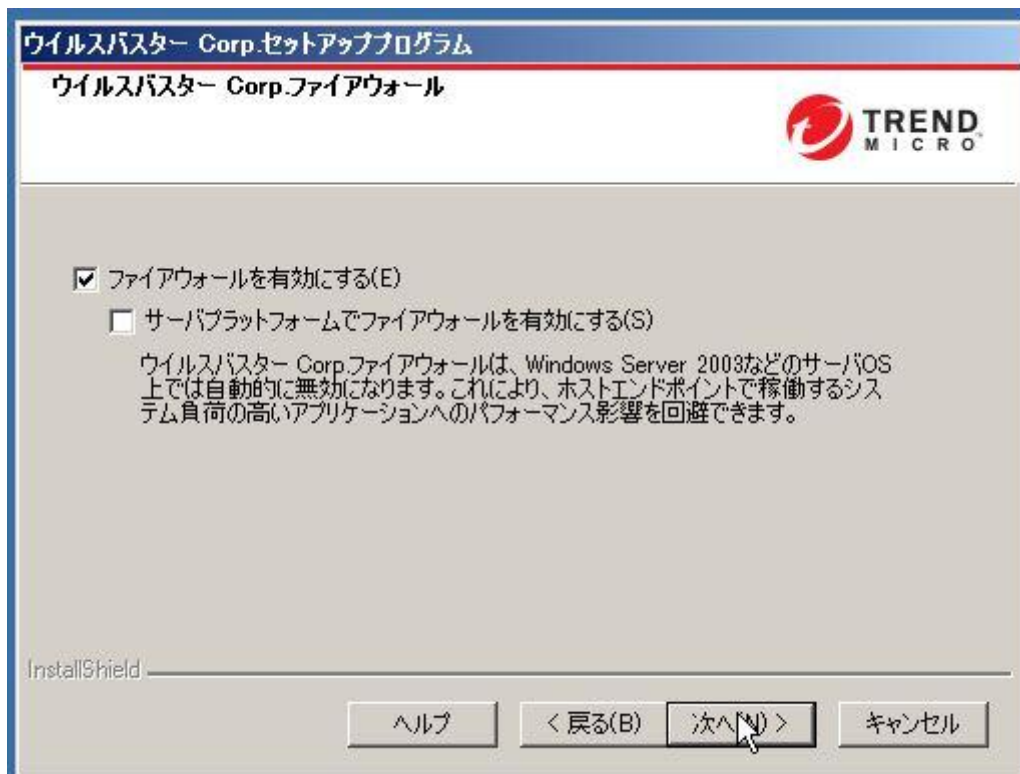 ウイルスバスター Corp.セットアッププログラム
ウイルスバスター Corp.ファイアウォール
TREND
MICRO
ファイアウォールを有効にする(E)
サーバプラットフォームでファイアウォールを有効にする(S)
ウイルスバスター Corp.ファイアウォールは、Windows Server 2003などのサーバOS
上では自動的に無効になります。これにより、ホストエンドポイントで稼働するシス
テム負荷の高いアプリケーションへのパフォーマンス影響を回避できます。
InstallShield
ヘルプ
< 戻る(B)
次へ(N) >
キャンセル